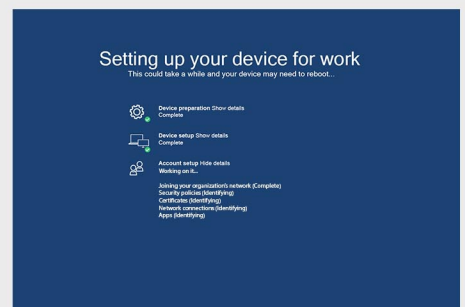 Setting up your device for work
This could take a while and your device may need to reboot...
Device preparation Show details
Complete
Device setup Show details
Complete
Account setup Hide details
Working on it...
Joining your organization's network (Complete)
Security policies (Identifying)
Certificates (Identifying)
Network connections (Identifying)
Apps (Identifying)